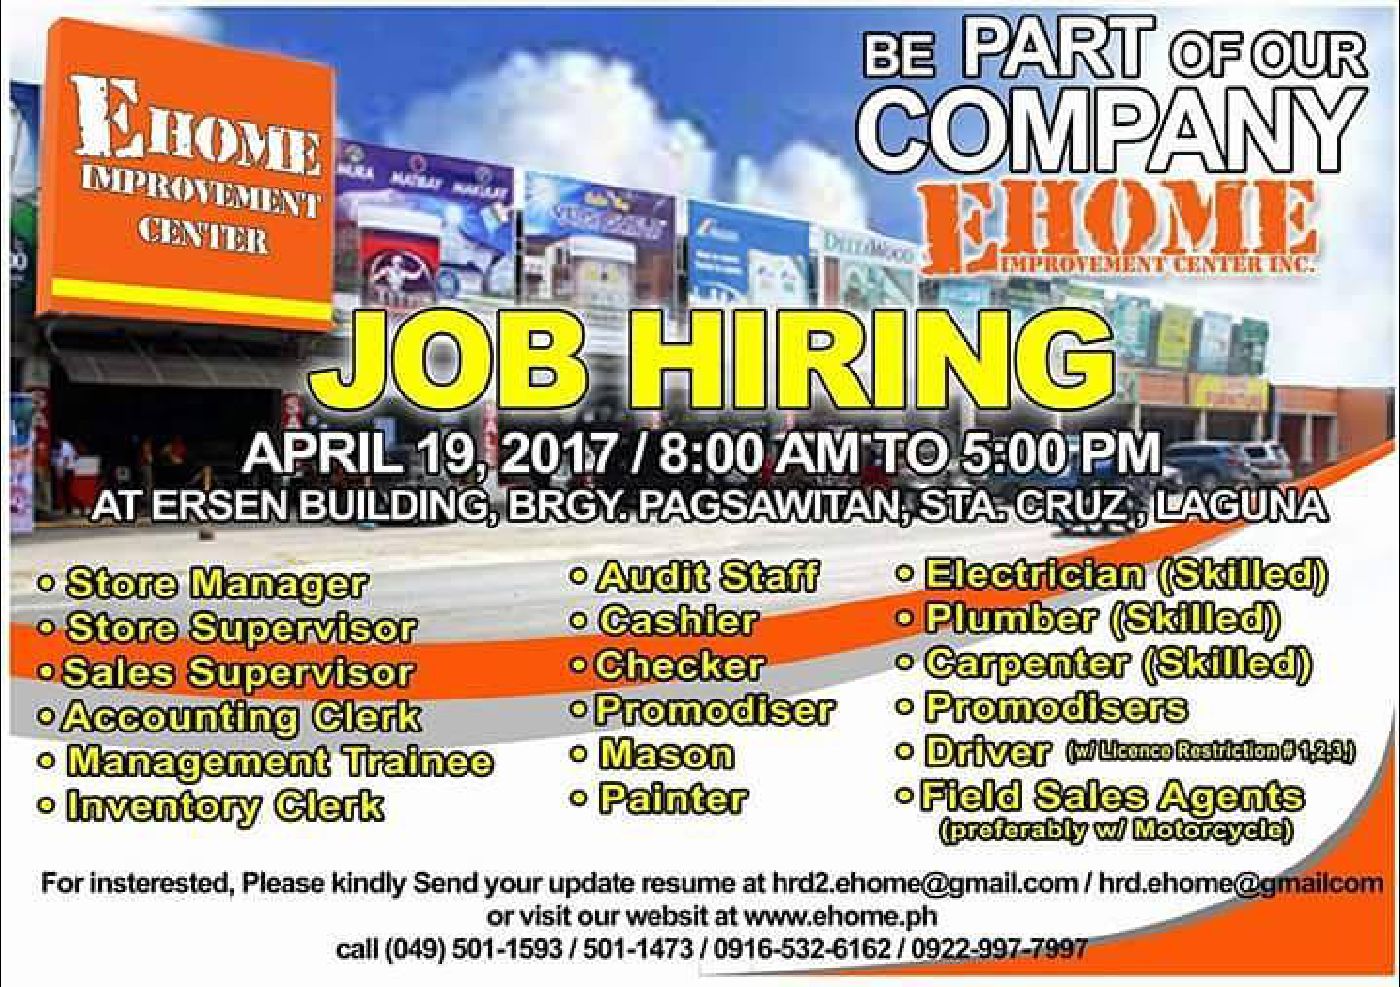 EHOME
IMPROVEMENT
CENTER
BE PART OF OUR
COMPANY
EHOME
IMPROVEMENT CENTER INC.
MATIBAY
JOB HIRING
APRIL 19, 2017 / 8:00 AM TO 5:00 PM
AT ERSEN BUILDING, BRGY. PAGSAWITAN, STA. CRUZ , LAGUNA
• Store Manager
• Store Supervisor
• Sales Supervisor
• Accounting Clerk
• Management Trainee
• Inventory Clerk
• Audit Staff
• Cashier
• Checker
• Promodiser
• Mason
• Painter
• Electrician (Skilled)
• Plumber (Skilled)
• Carpenter (Skilled)
• Promodisers
• Driver (w/ Licence Restriction # 1,2,3,)
• Field Sales Agents
(preferably w/ Motorcycle)
For insterested, Please kindly Send your update resume at hrd2.ehome@gmail.com / hrd.ehome@gmailcom
or visit our websit at www.ehome.ph
call (049) 501-1593 / 501-1473 / 0916-532-6162 / 0922-997-7997